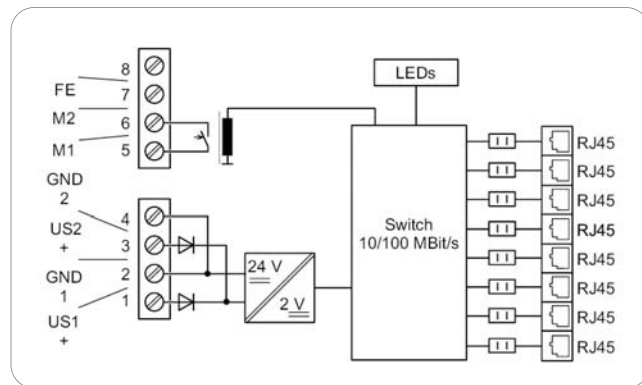 8
FE
7
M2
6
M1
5
GND
2
4
US2
+
3
GND
1
2
US1
+
1
24 V
2 V
LEDs
Switch
10/100 MBit/s
RJ45
RJ45
RJ45
RJ45
RJ45
RJ45
RJ45
RJ45